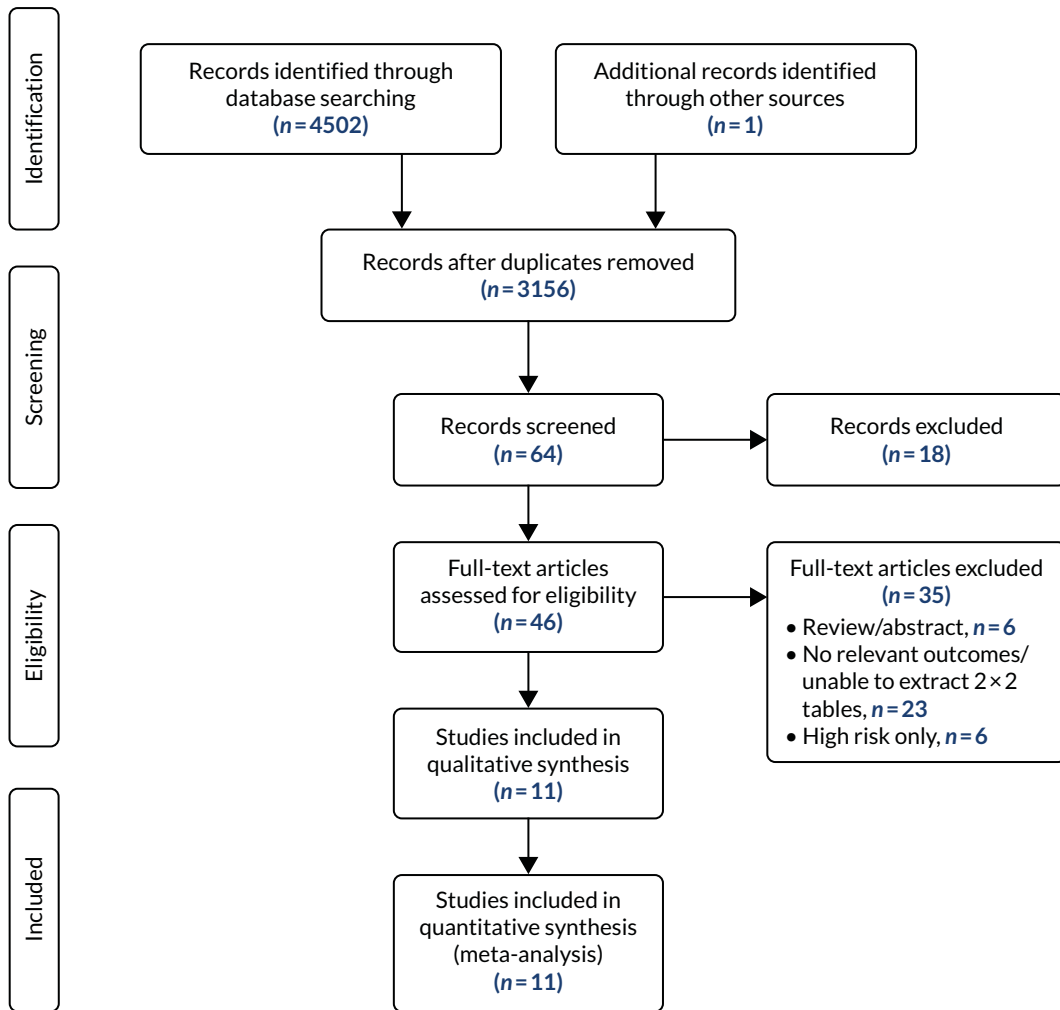 Identification
Records identified through
database searching
(n=4502)
Additional records identified
through other sources
(n=1)
Records after duplicates removed
(n=3156)
Screening
Records screened
(n=64)
Records excluded
(n=18)
Eligibility
Full-text articles
assessed for eligibility
(n=46)
Full-text articles excluded
(n=35)
• Review/abstract, n=6
• No relevant outcomes/
unable to extract 2×2
tables, n=23
• High risk only, n=6
Studies included in
qualitative synthesis
(n=11)
Included
Studies included in
quantitative synthesis
(meta-analysis)
(n=11)